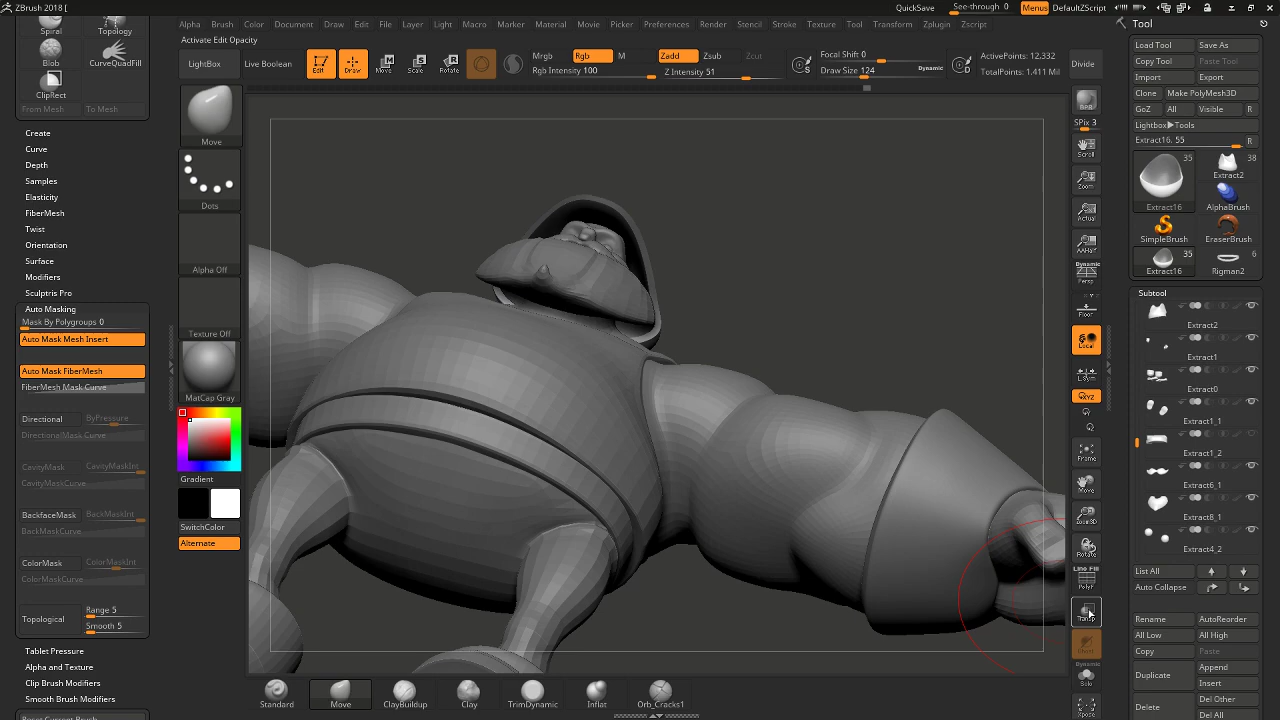 ZBrush 2018 [
QuickSave
See-through 0
Menus
DefaultZScript
Alpha Brush Color Document Draw Edit File Layer Light Macro Marker Material Movie Picker Preferences Render Stencil Stroke Texture Tool Transform Zplugin Zscript
Activate Edit Opacity
Spiral
Topology
Blob
CurveQuadFill
ClipRect
From Mesh
To Mesh
Create
Curve
Depth
Samples
Elasticity
FiberMesh
Twist
Orientation
Surface
Modifiers
Sculptris Pro
Auto Masking
Mask By Polygroups 0
Auto Mask Mesh Insert
Auto Mask FiberMesh
FiberMesh Mask Curve
Directional
ByPressure
DirectionalMask Curve
CavityMask
CavityMaskInt
CavityMaskCurve
BackfaceMask
BackMaskInt
BackMaskCurve
ColorMask
ColorMaskInt
ColorMaskCurve
Topological
Range 5
Smooth 5
Tablet Pressure
Alpha and Texture
Clip Brush Modifiers
Smooth Brush Modifiers
Reset Current Brush
LightBox
Live Boolean
Edit
Draw
Move
Scale
Rotate
Mrgb
Rgb
M
Rgb Intensity 100
Zadd
Zsub
Zcut
Z Intensity 51
S
Focal Shift 0
Draw Size 124
Dynamic
D
ActivePoints: 12,332
TotalPoints: 1.411 Mil
Divide
Move
Dots
Alpha Off
Texture Off
MatCap Gray
Gradient
SwitchColor
Alternate
BPR
SPix 3
Scroll
Zoom
Actual
AAHalf
Dynamic
Persp
Floor
Local
L.Sym
XYZ
Frame
Move
Zoom3D
Rotate
Line Fill
PolyF
Transp
Ghost
Dynamic
Solo
Xpose
Standard
Move
ClayBuildup
Clay
TrimDynamic
Inflat
Orb_Cracks1
Tool
Load Tool
Save As
Copy Tool
Paste Tool
Import
Export
Clone
Make PolyMesh3D
GoZ
All
Visible
R
Lightbox▶Tools
Extract16. 55
R
35
38
Extract16
Extract2
AlphaBrush
SimpleBrush
EraserBrush
35
6
Extract16
Rigman2
Subtool
Extract2
Extract1
Extract0
Extract1_1
Extract1_2
Extract6_1
Extract8_1
Extract4_2
List All
Auto Collapse
Rename
AutoReorder
All Low
All High
Copy
Paste
Duplicate
Append
Insert
Delete
Del Other
Del All